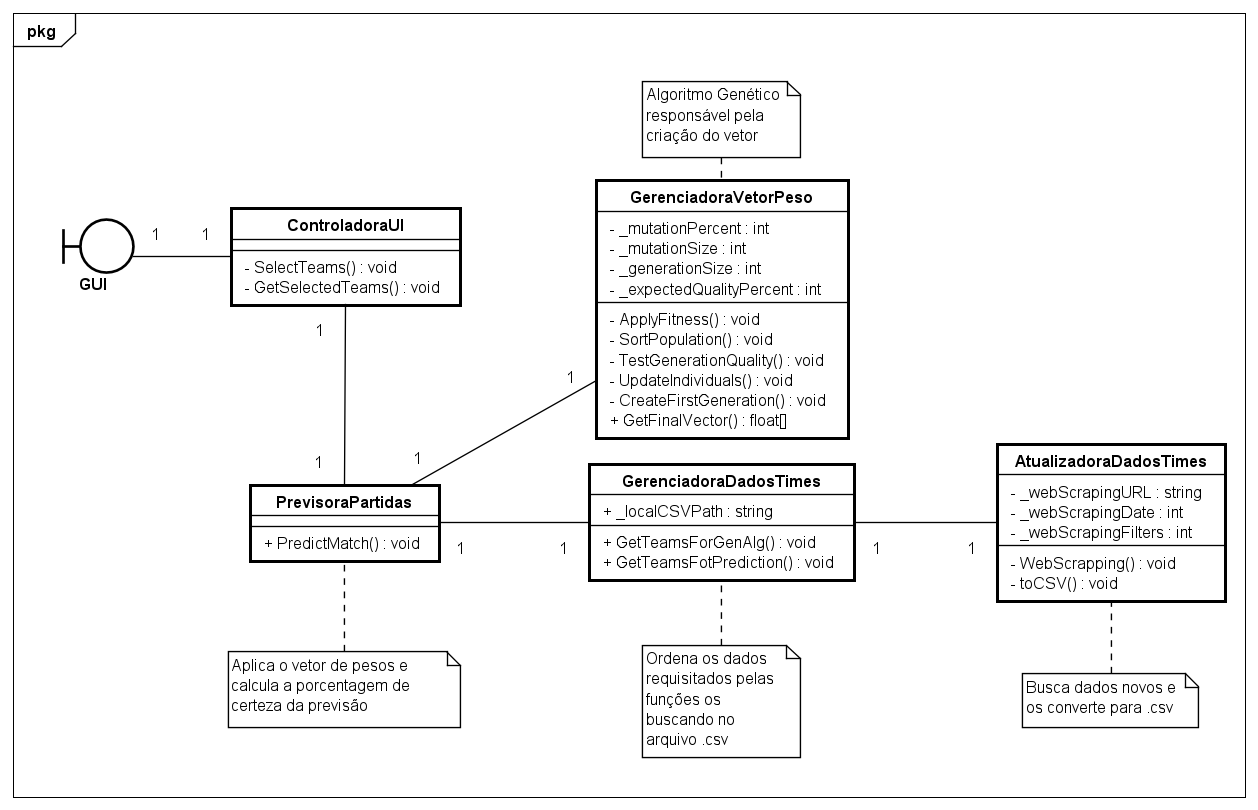 pkg
Algoritmo Genético
responsável pela
criação do vetor
GerenciadoraVetorPeso
- _mutationPercent : int
- _mutationSize : int
- _generationSize : int
- _expectedQualityPercent : int
- ApplyFitness() : void
- SortPopulation() : void
- TestGenerationQuality() : void
- UpdateIndividuals() : void
- CreateFirstGeneration() : void
+ GetFinalVector() : float[]
GUI
1
1
ControladoraUI
- SelectTeams() : void
- GetSelectedTeams() : void
1
1
1
1
PrevisoraPartidas
+ PredictMatch() : void
1
1
GerenciadoraDadosTimes
+ _localCSVPath : string
+ GetTeamsForGenAlg() : void
+ GetTeamsFotPrediction() : void
1
1
AtualizadoraDadosTimes
- _webScrapingURL : string
- _webScrapingDate : int
- _webScrapingFilters : int
- WebScrapping() : void
- toCSV() : void
Aplica o vetor de pesos e
calcula a porcentagem de
certeza da previsão
Ordena os dados
requisitados pelas
funções os
buscando no
arquivo .csv
Busca dados novos e
os converte para .csv